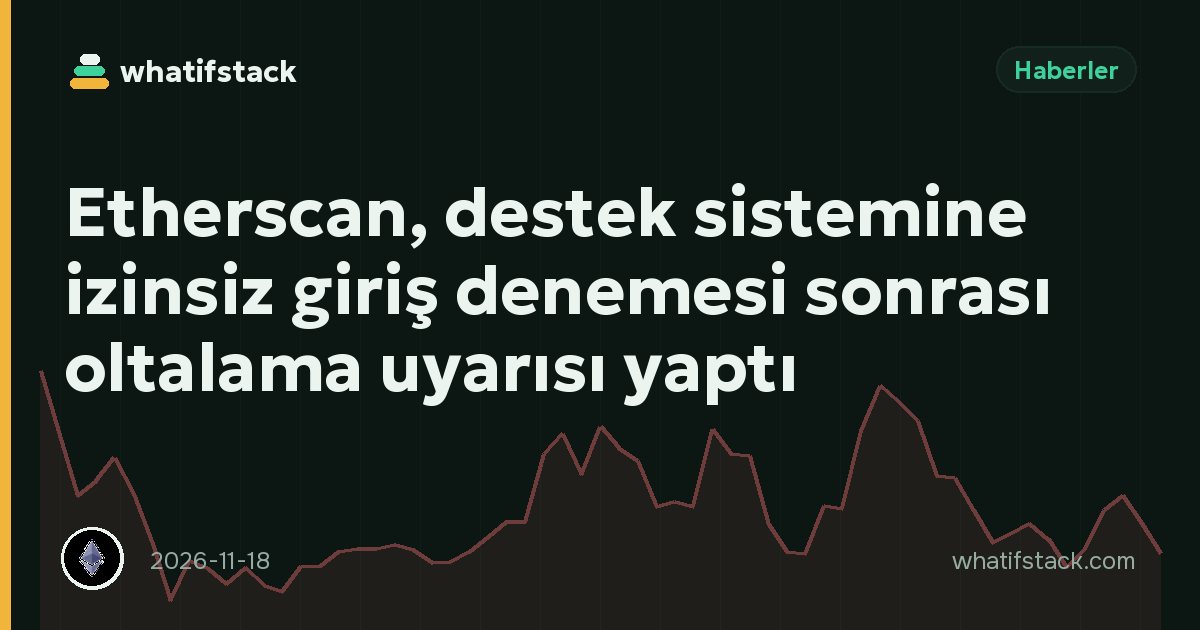 whatifstack
Haberler
Etherscan, destek sistemine
izinsiz giriş denemesi sonrası
oltalama uyarısı yaptı
2026-11-18
whatifstack.com